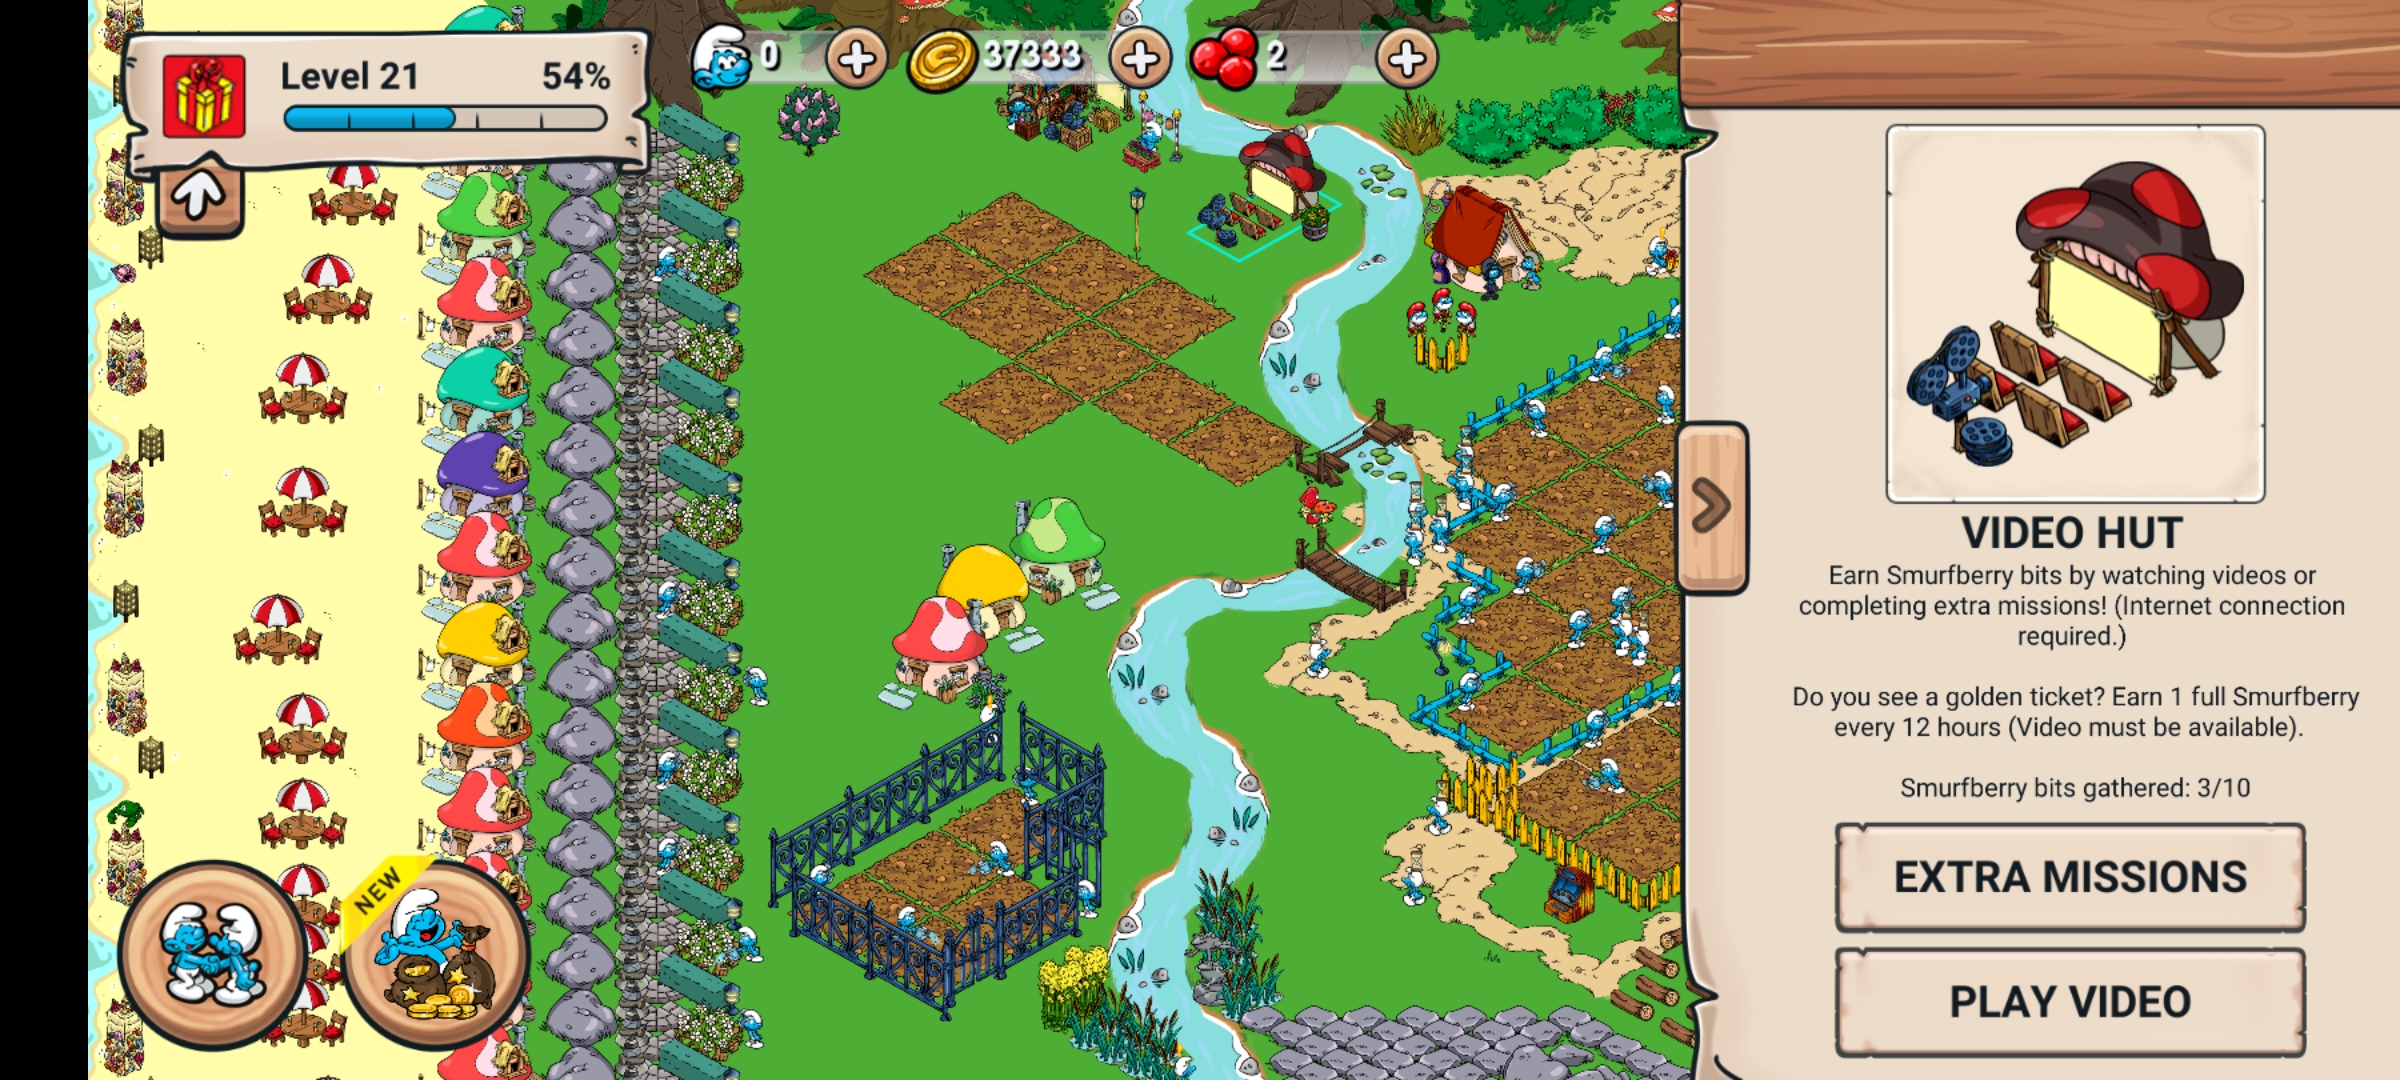 Level 21 54%
0
37333
2
VIDEO HUT
Earn Smurfberry bits by watching videos or
completing extra missions! (Internet connection
required.)
Do you see a golden ticket? Earn 1 full Smurfberry
every 12 hours (Video must be available).
Smurfberry bits gathered: 3/10
EXTRA MISSIONS
PLAY VIDEO
NEW